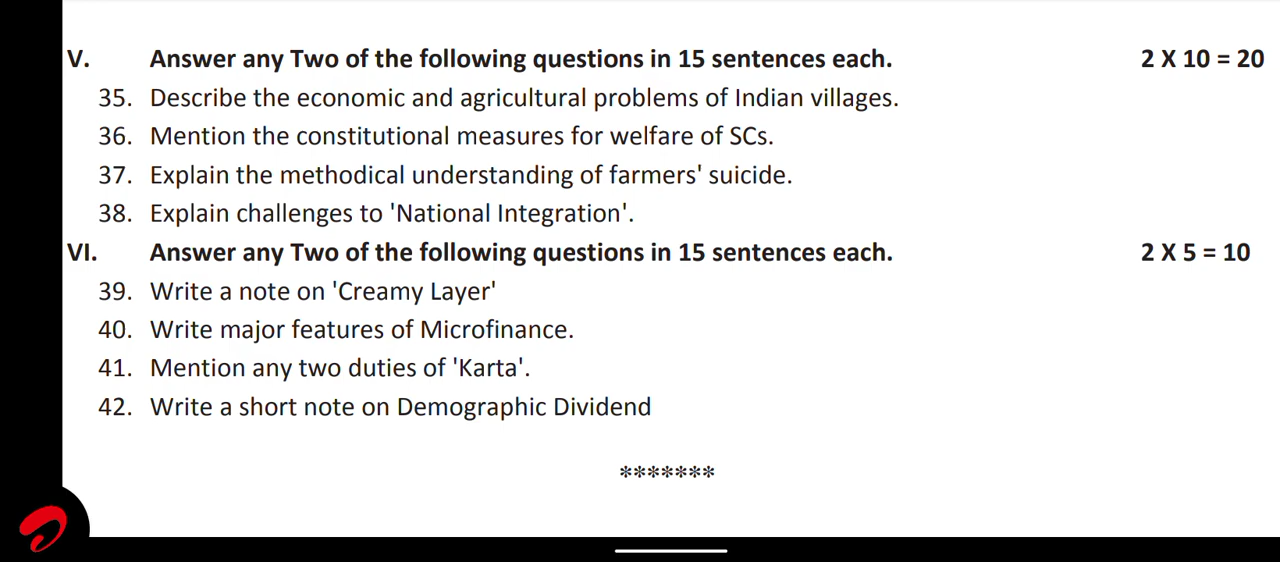 V. Answer any Two of the following questions in 15 sentences each. 2 X 10 = 20
35. Describe the economic and agricultural problems of Indian villages.
36. Mention the constitutional measures for welfare of SCs.
37. Explain the methodical understanding of farmers' suicide.
38. Explain challenges to 'National Integration'.
VI. Answer any Two of the following questions in 15 sentences each. 2 X 5 = 10
39. Write a note on 'Creamy Layer'
40. Write major features of Microfinance.
41. Mention any two duties of 'Karta'.
42. Write a short note on Demographic Dividend
*******